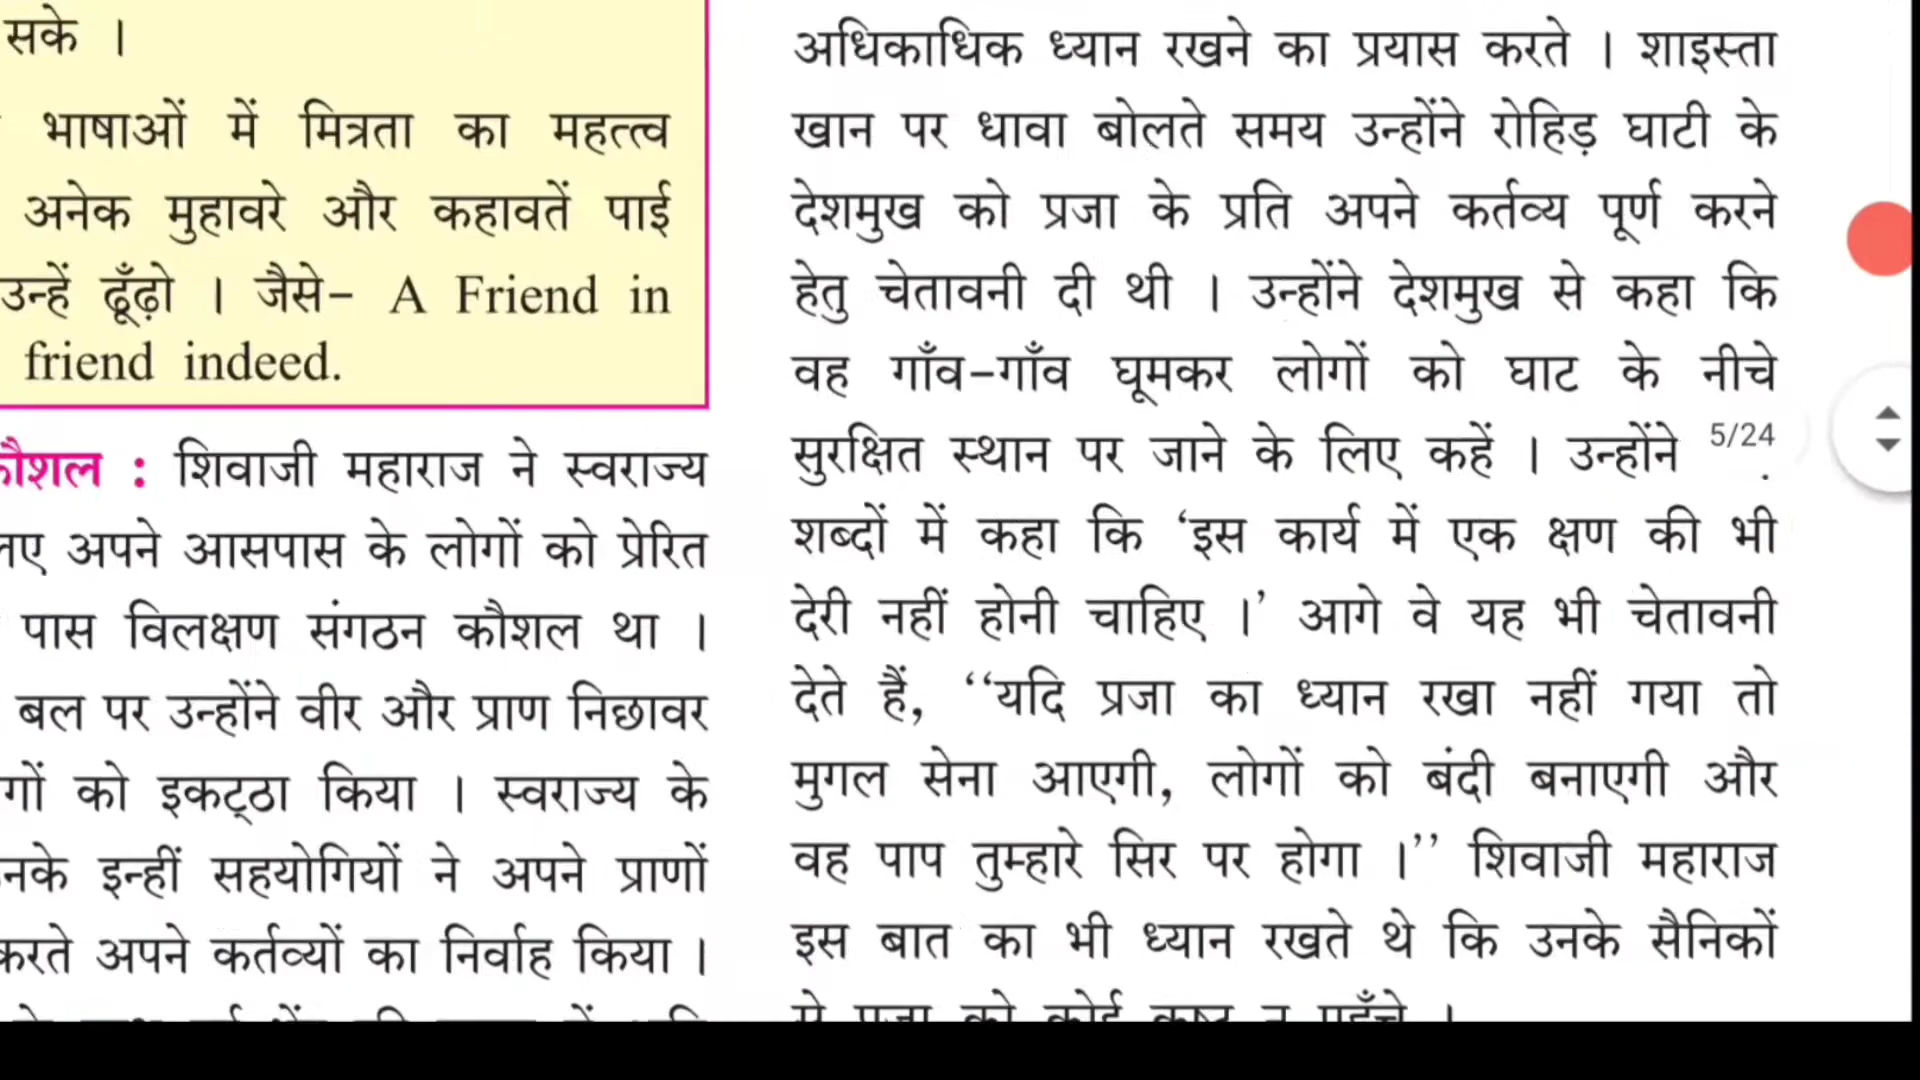 सके ।
भाषाओं में मित्रता का महत्त्व
अनेक मुहावरे और कहावतें पाई
उन्हें ढूँढ़ो । जैसे– A Friend in
friend indeed.
कौशल : शिवाजी महाराज ने स्वराज्य
अपने आसपास के लोगों को प्रेरित
पास विलक्षण संगठन कौशल था ।
बल पर उन्होंने वीर और प्राण निछावर
को इकट्ठा किया । स्वराज्य के
इन्हीं सहयोगियों ने अपने प्राणों
करते अपने कर्तव्यों का निर्वाह किया ।
अधिकाधिक ध्यान रखने का प्रयास करते । शाइस्ता
खान पर धावा बोलते समय उन्होंने रोहिड़ घाटी के
देशमुख को प्रजा के प्रति अपने कर्तव्य पूर्ण करने
हेतु चेतावनी दी थी । उन्होंने देशमुख से कहा कि
वह गाँव–गाँव घूमकर लोगों को घाट के नीचे
सुरक्षित स्थान पर जाने के लिए कहें । उन्होंने
शब्दों में कहा कि ‘इस कार्य में एक क्षण की भी
देरी नहीं होनी चाहिए ।’ आगे वे यह भी चेतावनी
देते हैं, ‘‘यदि प्रजा का ध्यान रखा नहीं गया तो
मुगल सेना आएगी, लोगों को बंदी बनाएगी और
वह पाप तुम्हारे सिर पर होगा ।’’ शिवाजी महाराज
इस बात का भी ध्यान रखते थे कि उनके सैनिकों
से प्रजा को कोई कष्ट न पहुँचे ।
5/24